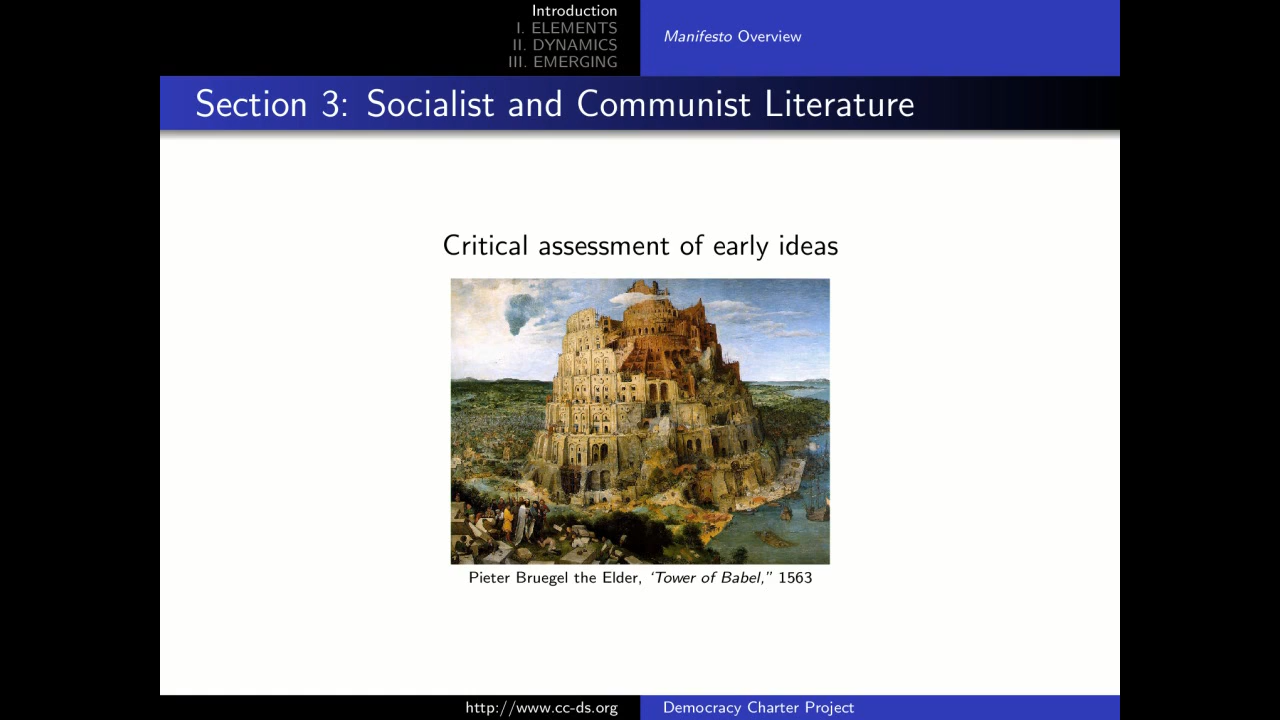 Introduction
I. ELEMENTS
II. DYNAMICS
III. EMERGING
Manifesto Overview
Section 3: Socialist and Communist Literature
Critical assessment of early ideas
Pieter Bruegel the Elder, ‘Tower of Babel,” 1563
http://www.cc-ds.org
Democracy Charter Project